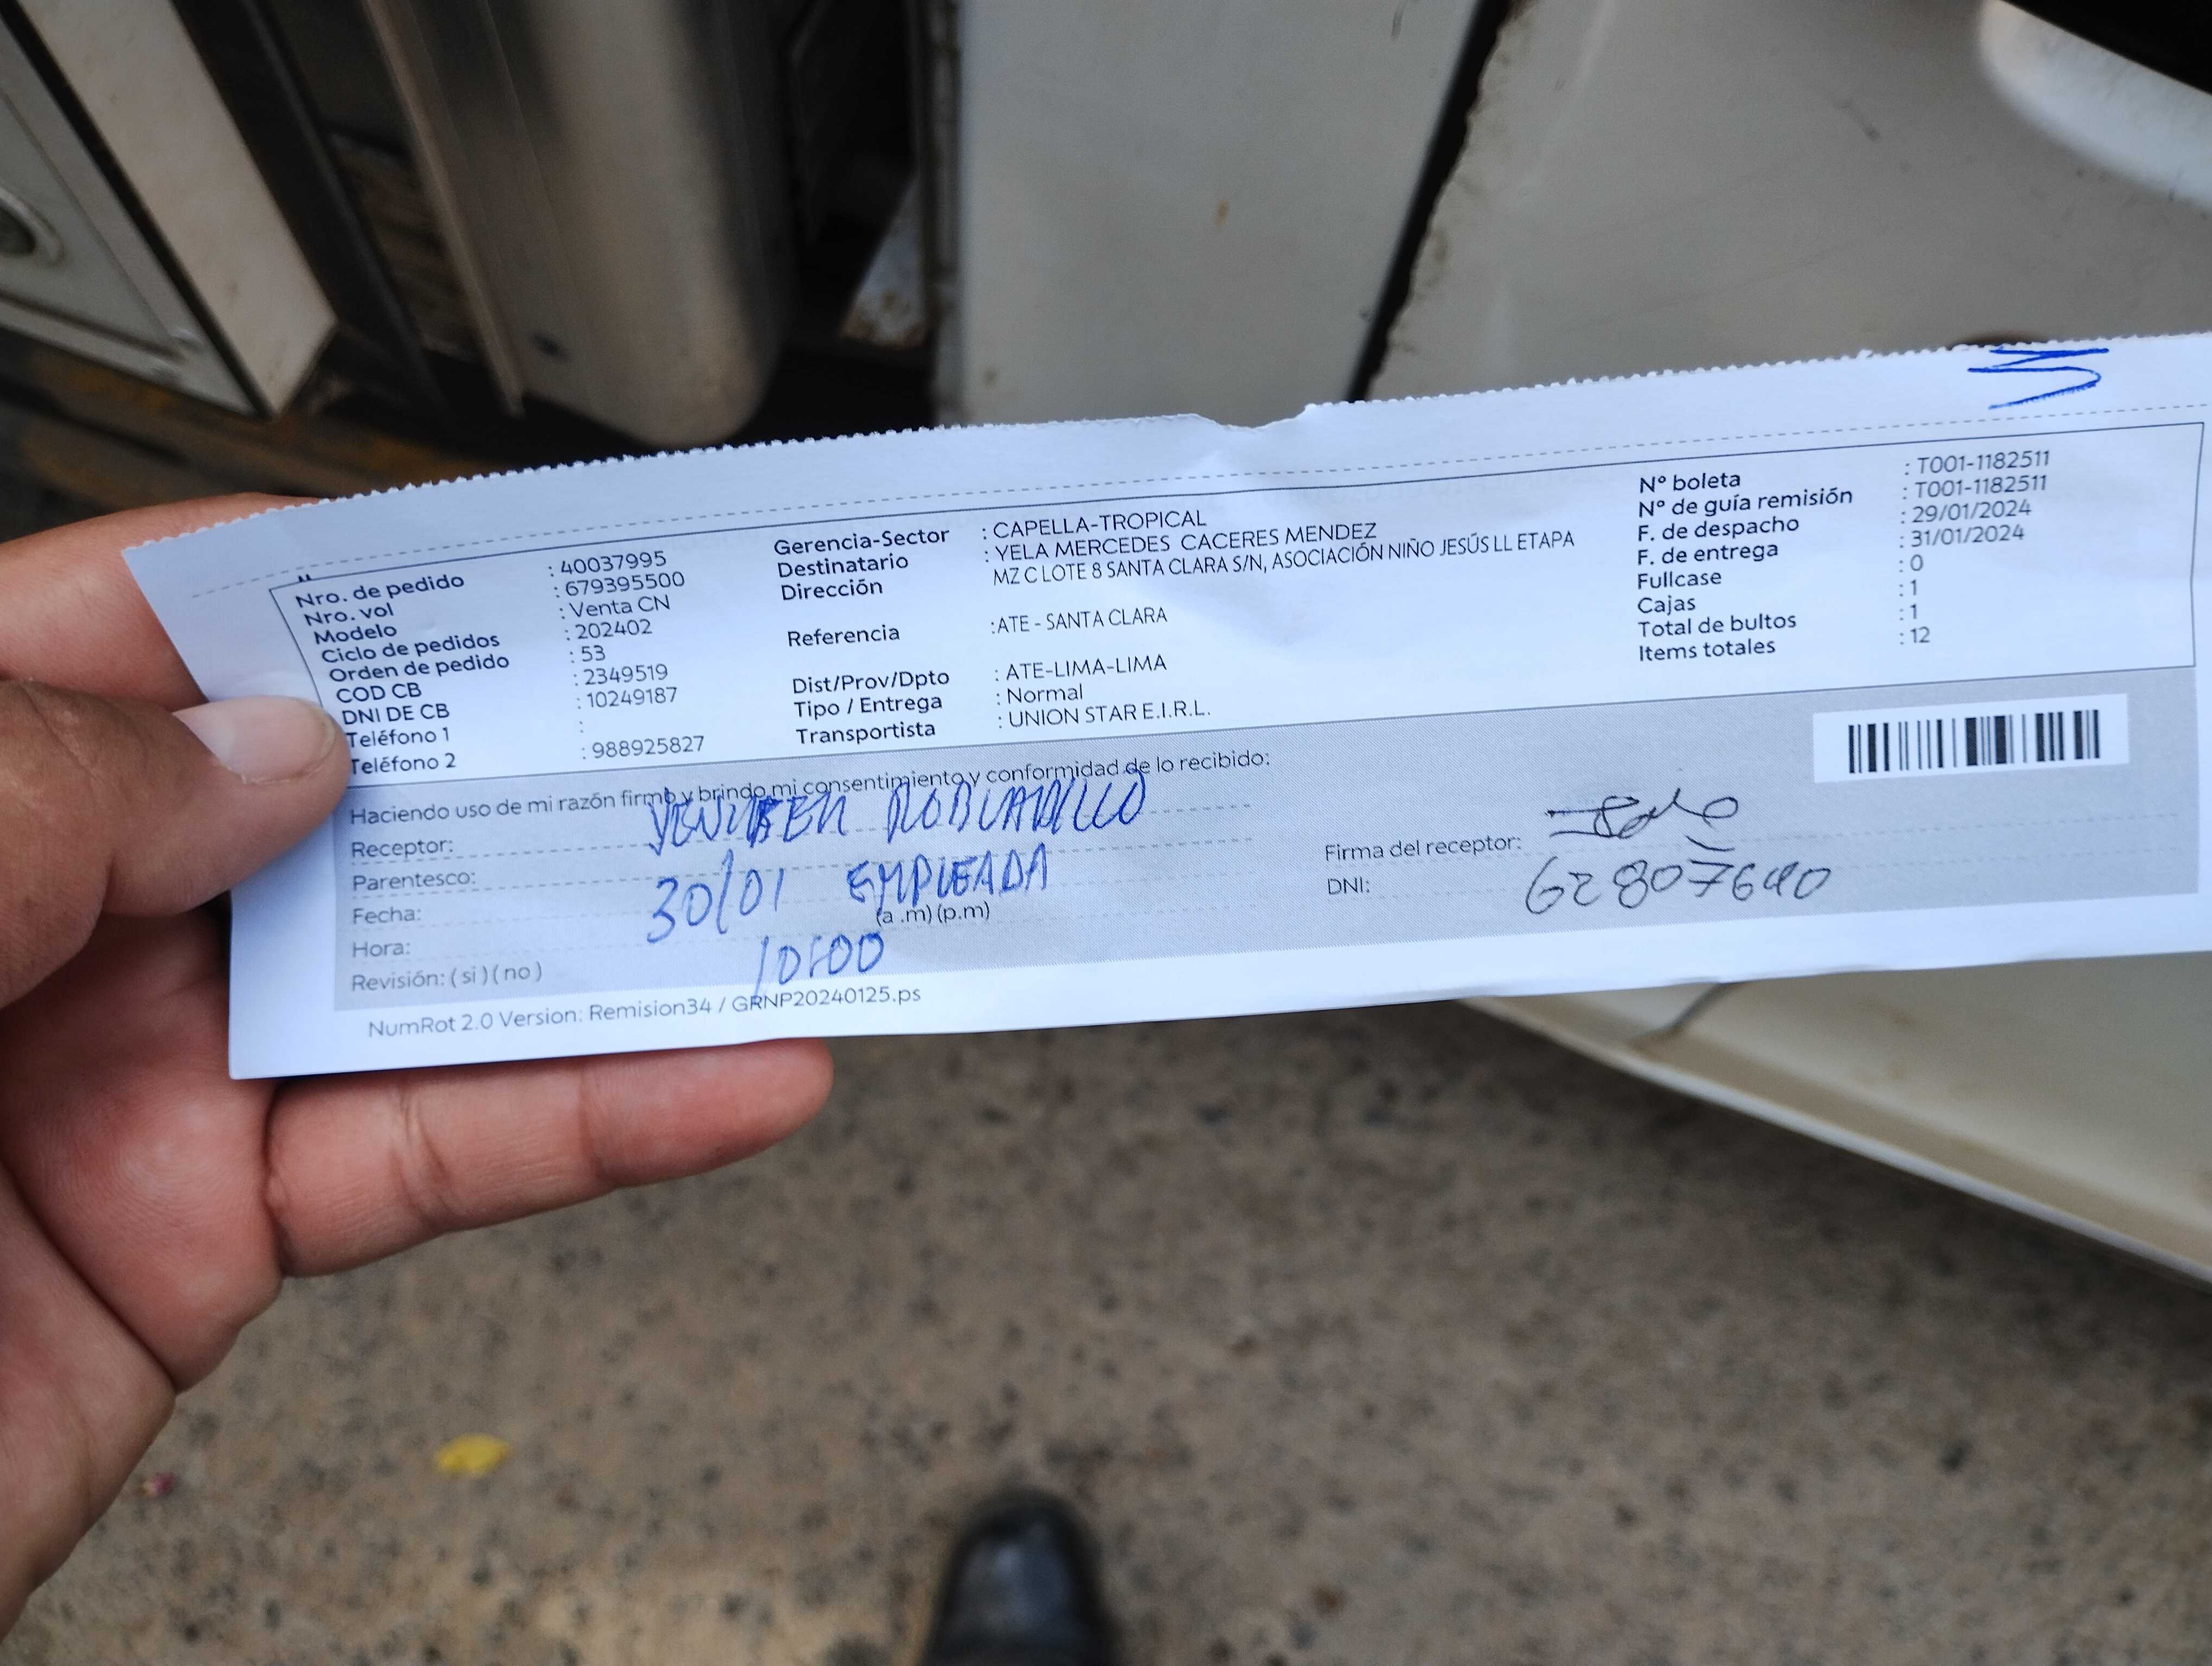 Nro. de pedido : 40037995
Nro. vol : 679395500
Modelo : Venta CN
Ciclo de pedidos : 202402
Orden de pedido : 53
COD CB : 2349519
DNI DE CB : 10249187
Teléfono 1 :
Teléfono 2 : 988925827
Gerencia-Sector : CAPELLA-TROPICAL
Destinatario : YELA MERCEDES CACERES MENDEZ
Dirección MZ C LOTE 8 SANTA CLARA S/N, ASOCIACIÓN NIÑO JESÚS LL ETAPA
Referencia :ATE - SANTA CLARA
Dist/Prov/Dpto : ATE-LIMA-LIMA
Tipo / Entrega : Normal
Transportista : UNION STAR E.I.R.L.
N° boleta : T001-1182511
N° de guía remisión : T001-1182511
F. de despacho : 29/01/2024
F. de entrega : 31/01/2024
Fullcase : 0
Cajas : 1
Total de bultos : 1
Items totales : 12
Haciendo uso de mi razón firmo y brindo mi consentimiento y conformidad de lo recibido:
Receptor: ROBLADILLO
Parentesco: EMPLEADA
Fecha: 30/01
Hora: 10:00 (a .m) (p.m)
Revisión: ( si ) ( no )
Firma del receptor:
DNI: 62807640
NumRot 2.0 Version: Remision34 / GRNP20240125.ps